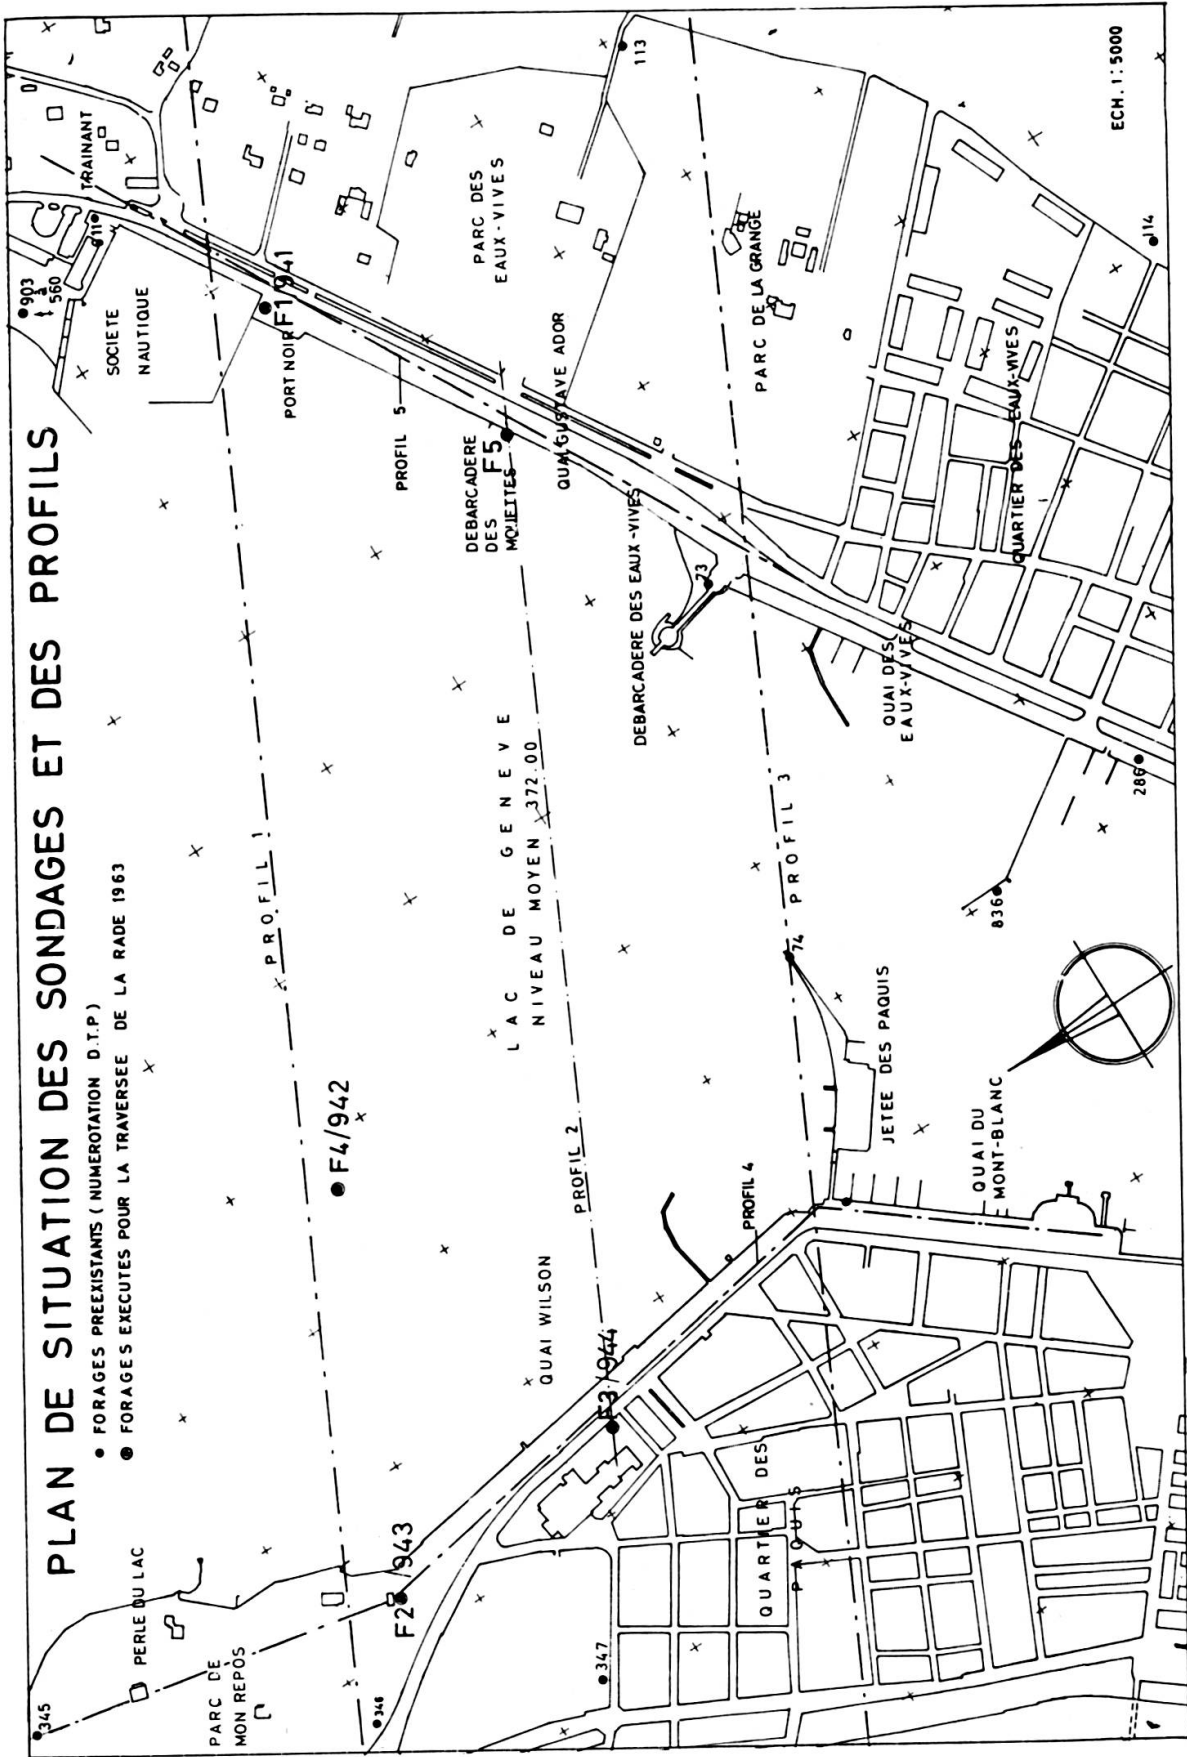 PLAN DE SITUATION DES SONDAGES ET DES PROFILS
● FORAGES PREEXISTANTS ( NUMEROTATION D.T.P )
● FORAGES EXECUTES POUR LA TRAVERSEE DE LA RADE 1963
345
PERLE DU LAC
PARC DE
MON REPOS
346
F2 943
347
QUAI WILSON
F3 944
F4/942
PROFIL 1
PROFIL 2
PROFIL 4
LAC DE GENEVE
NIVEAU MOYEN 372.00
903
à
560
SOCIETE
NAUTIQUE
11
TRAINANT
PORT NOIR
F1 941
PROFIL 5
DEBARCADERE
DES
MOUETTES
F5
QUAI GUSTAVE ADOR
PARC DES
EAUX-VIVES
113
PARC DE LA GRANGE
DEBARCADERE DES EAUX-VIVES
73
PROFIL 3
74
JETEE DES PAQUIS
QUAI DU
MONT-BLANC
QUARTIER DES
PAQUIS
QUAI DES
EAUX-VIVES
QUARTIER DES EAUX-VIVES
836
286
114
ECH. 1:5000